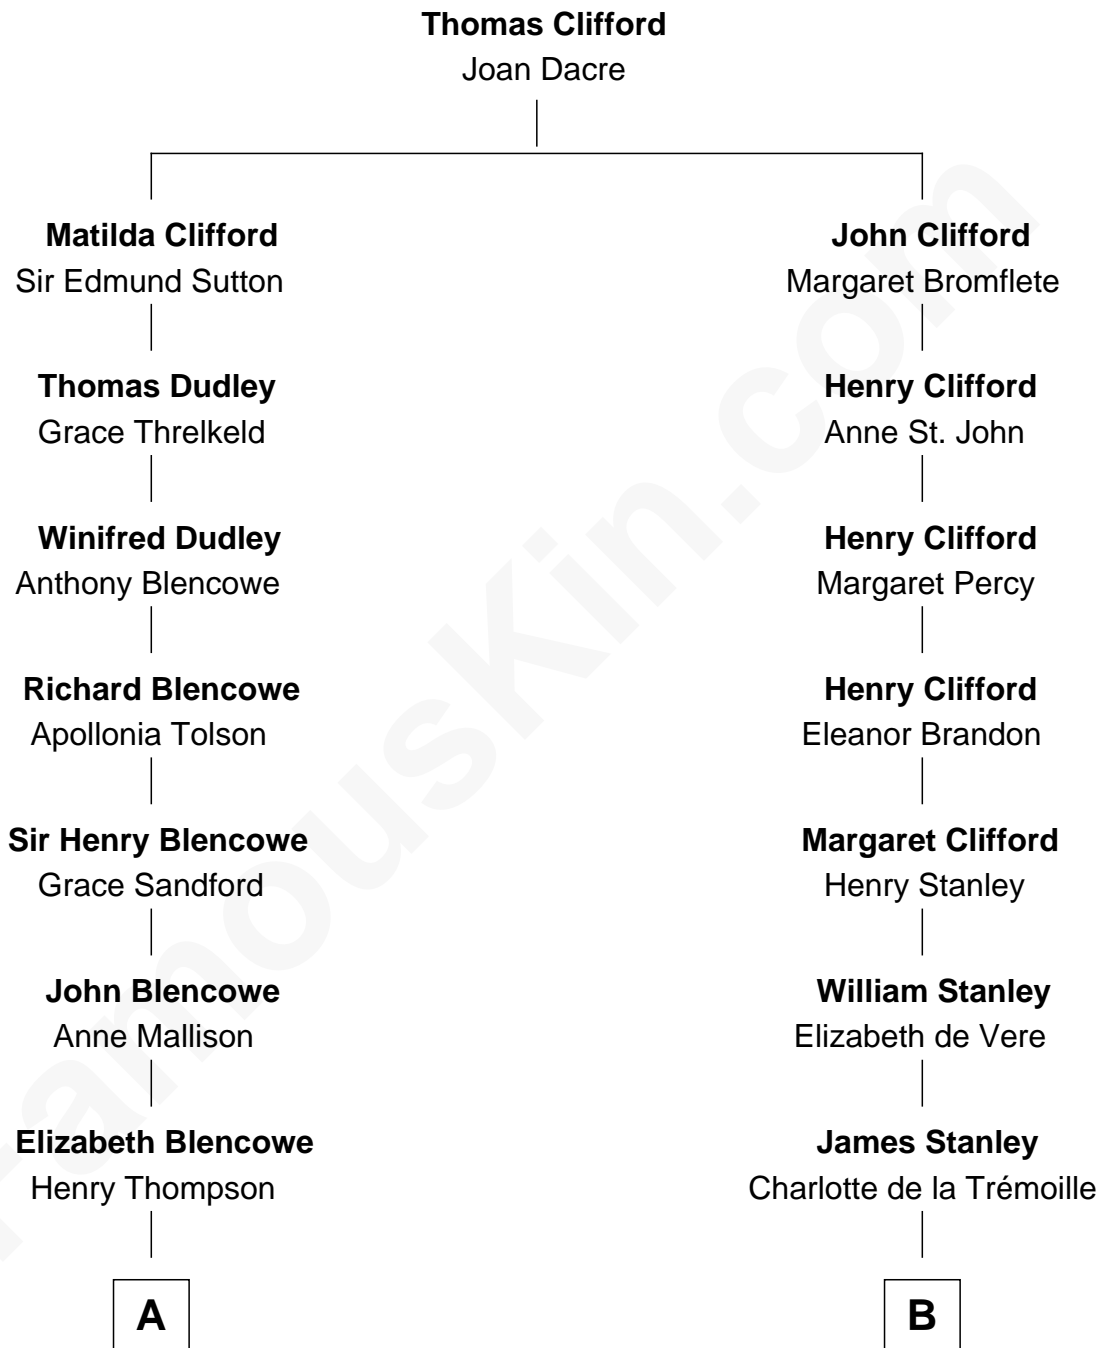 Thomas Clifford
Joan Dacre
Matilda Clifford
Sir Edmund Sutton
Thomas Dudley
Grace Threlkeld
Winifred Dudley
Anthony Blencowe
Richard Blencowe
Apollonia Tolson
Sir Henry Blencowe
Grace Sandford
John Blencowe
Anne Mallison
Elizabeth Blencowe
Henry Thompson
A
John Clifford
Margaret Bromflete
Henry Clifford
Anne St. John
Henry Clifford
Margaret Percy
Henry Clifford
Eleanor Brandon
Margaret Clifford
Henry Stanley
William Stanley
Elizabeth de Vere
James Stanley
Charlotte de la Trémoille
B
FamousKin.com